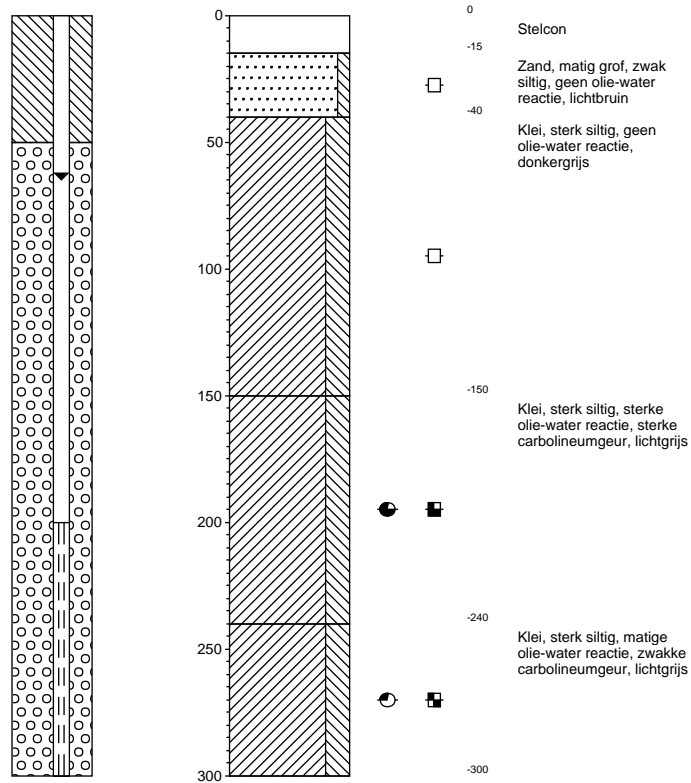 0
50
100
150
200
250
300
0
Stelcon
-15
Zand, matig grof, zwak
siltig, geen olie-water
reactie, lichtbruin
-40
Klei, sterk siltig, geen
olie-water reactie,
donkergrijs
-150
Klei, sterk siltig, sterke
olie-water reactie, sterke
carbolineumgeur, lichtgrijs
-240
Klei, sterk siltig, matige
olie-water reactie, zwakke
carbolineumgeur, lichtgrijs
-300